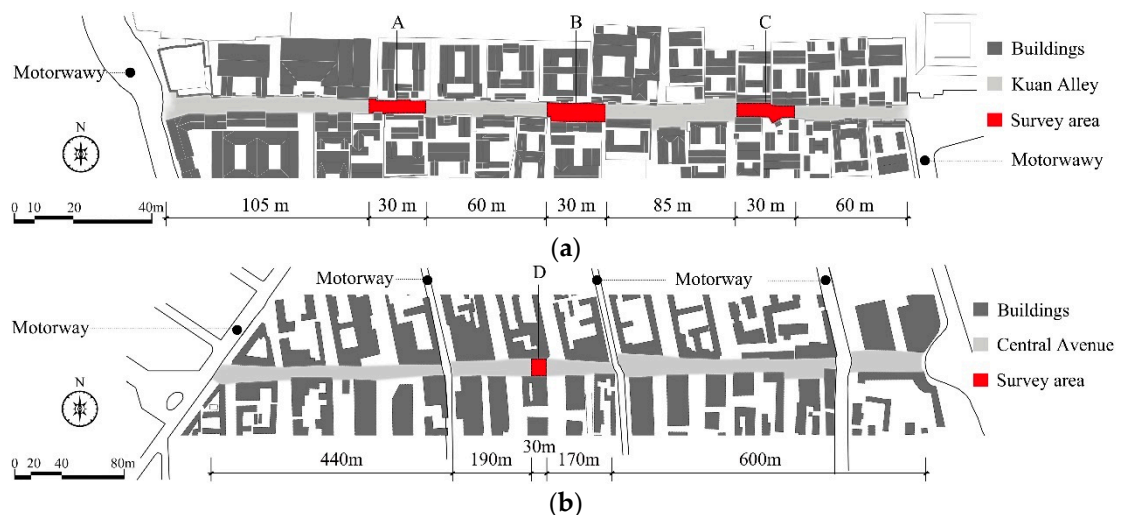 (a)
A B C
Motorwawy
Buildings
Kuan Alley
Survey area
N
Motorwawy
0 10 20 40m
105 m 30 m 60 m 30 m 85 m 30 m 60 m
(a)
Motorway D Motorway
Motorway
Buildings
Central Avenue
Survey area
N
0 20 40 80m
30m
440m 190m 170m 600m
(b)